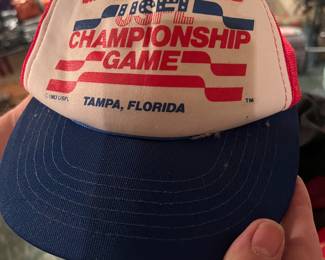 USFL
CHAMPIONSHIP
GAME
© 1983 USFL
TM
TAMPA, FLORIDA